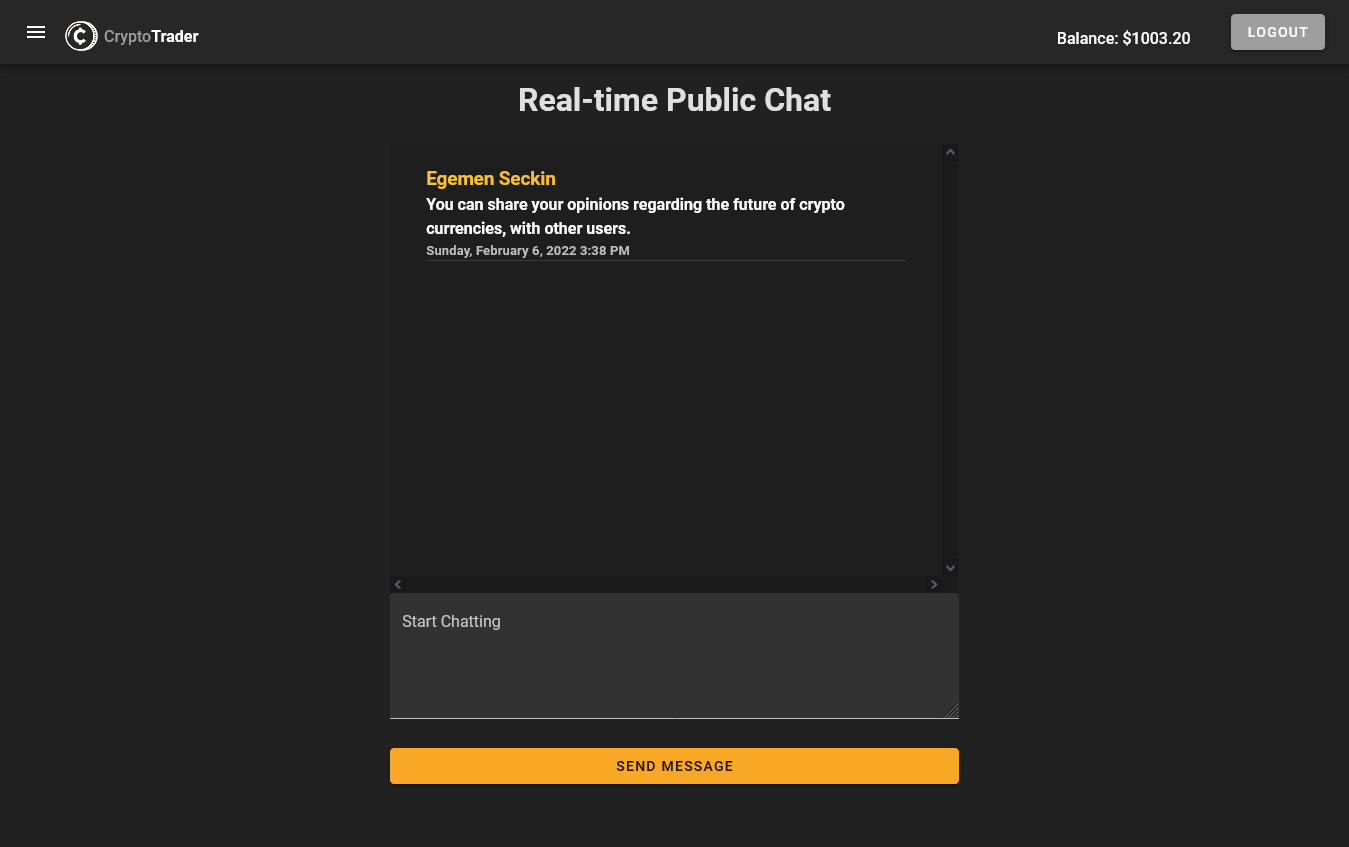 CryptoTrader
Balance: $1003.20
LOGOUT
Real-time Public Chat
Egemen Seckin
You can share your opinions regarding the future of crypto
currencies, with other users.
Sunday, February 6, 2022 3:38 PM
Start Chatting
SEND MESSAGE